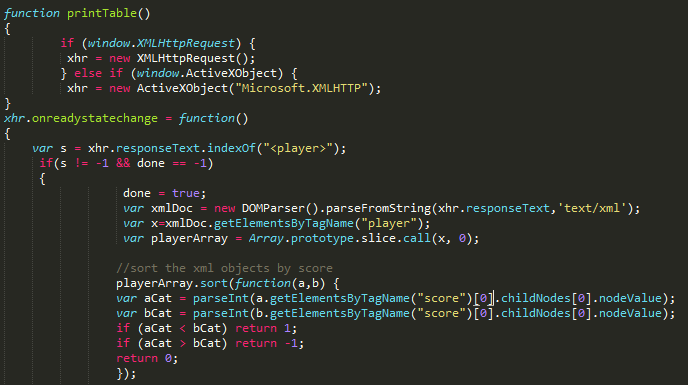 function printTable()
{
if (window.XMLHttpRequest) {
xhr = new XMLHttpRequest();
} else if (window.ActiveXObject) {
xhr = new ActiveXObject("Microsoft.XMLHTTP");
}
xhr.onreadystatechange = function()
{
var s = xhr.responseText.indexOf("<player>");
if(s != -1 && done == -1)
{
done = true;
var xmlDoc = new DOMParser().parseFromString(xhr.responseText,'text/xml');
var x=xmlDoc.getElementsByTagName("player");
var playerArray = Array.prototype.slice.call(x, 0);
//sort the xml objects by score
playerArray.sort(function(a,b) {
var aCat = parseInt(a.getElementsByTagName("score")[0].childNodes[0].nodeValue);
var bCat = parseInt(b.getElementsByTagName("score")[0].childNodes[0].nodeValue);
if (aCat < bCat) return 1;
if (aCat > bCat) return -1;
return 0;
});